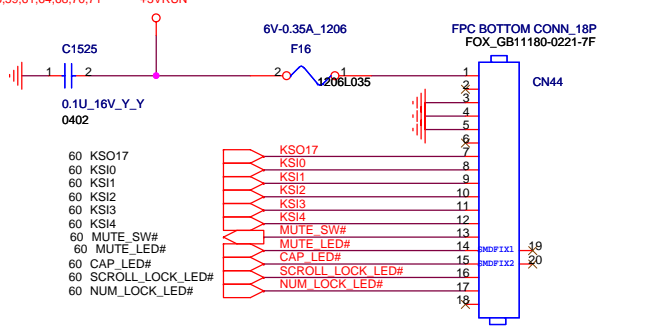 +5VRUN
6V-0.35A_1206
FPC BOTTOM CONN_18P
FOX_GB11180-0221-7F
C1525
F16
CN44
1 2
2 1
1206L035
0.1U_16V_Y_Y
0402
1
2
3
4
5
6
60 KSO17 KSO17 7
60 KSI0 KSI0 8
60 KSI1 KSI1 9
60 KSI2 KSI2 10
60 KSI3 KSI3 11
60 KSI4 KSI4 12
60 MUTE_SW# 13
60 MUTE_LED# MUTE_LED# 14 SMDFIX1 19
60 CAP_LED# CAP_LED# 15 SMDFIX2 20
60 SCROLL_LOCK_LED# SCROLL_LOCK_LED# 16
60 NUM_LOCK_LED# NUM_LOCK_LED# 17
18